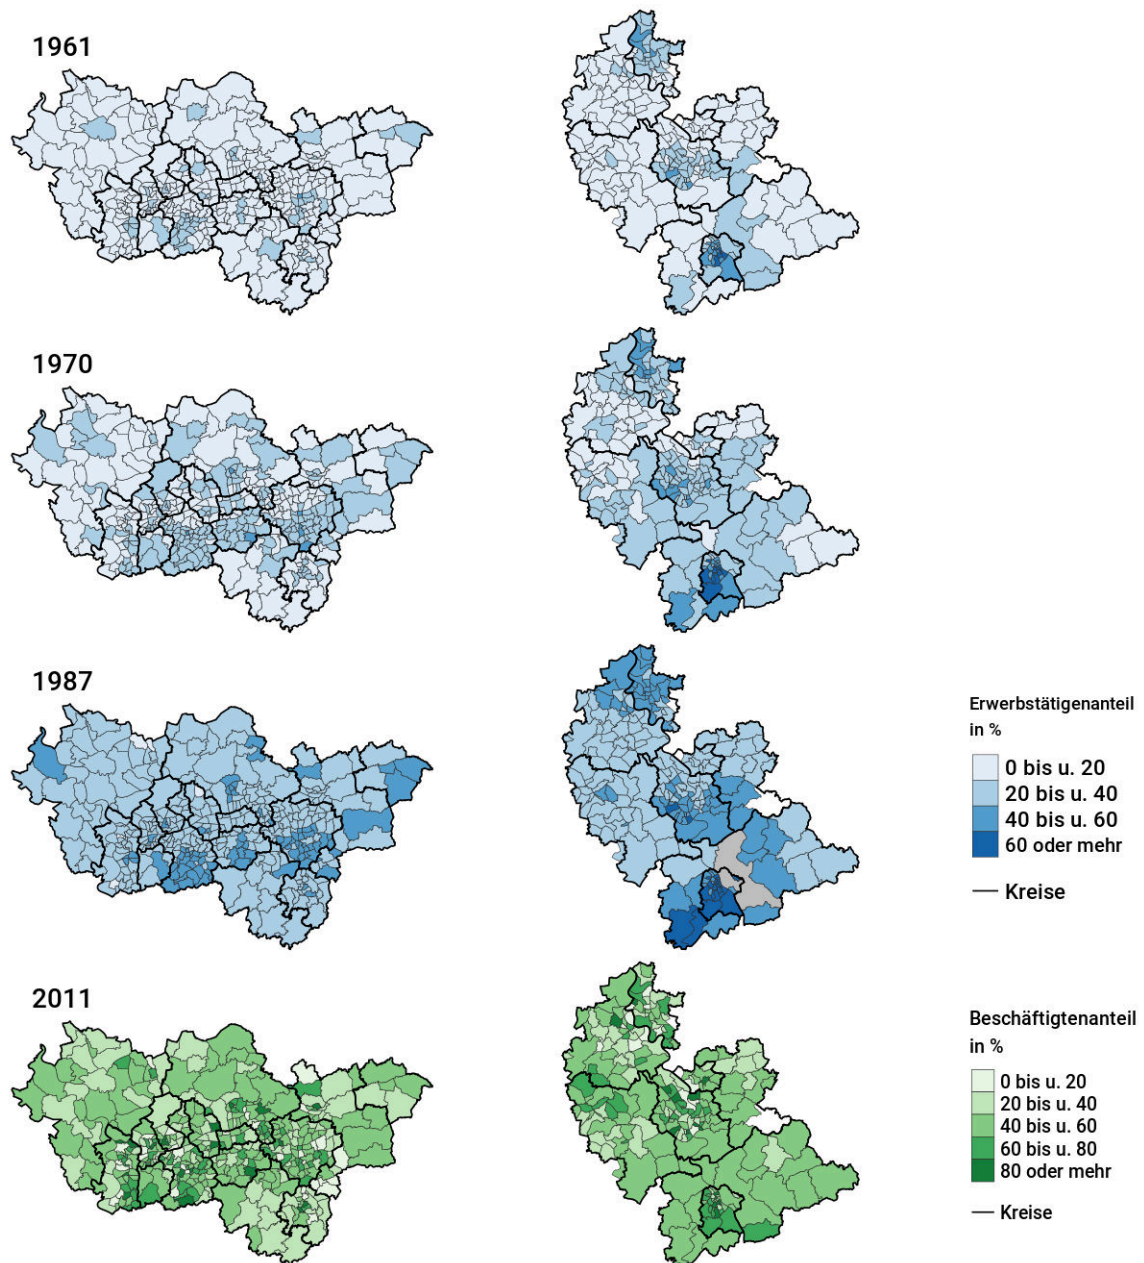 1961
1970
1987
Erwerbstätigenanteil
in %
0 bis u. 20
20 bis u. 40
40 bis u. 60
60 oder mehr
Kreise
2011
Beschäftigtenanteil
in %
0 bis u. 20
20 bis u. 40
40 bis u. 60
60 bis u. 80
80 oder mehr
Kreise